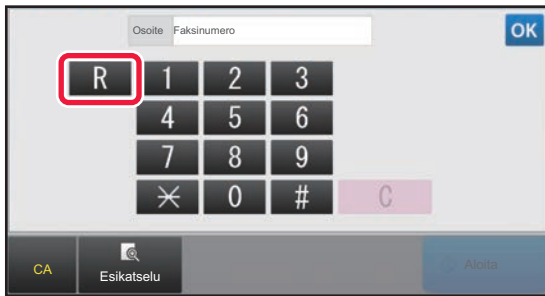 Osoite Faksinumero OK
R 1 2 3
4 5 6
7 8 9
* 0 # C
CA Esikatselu Aloita